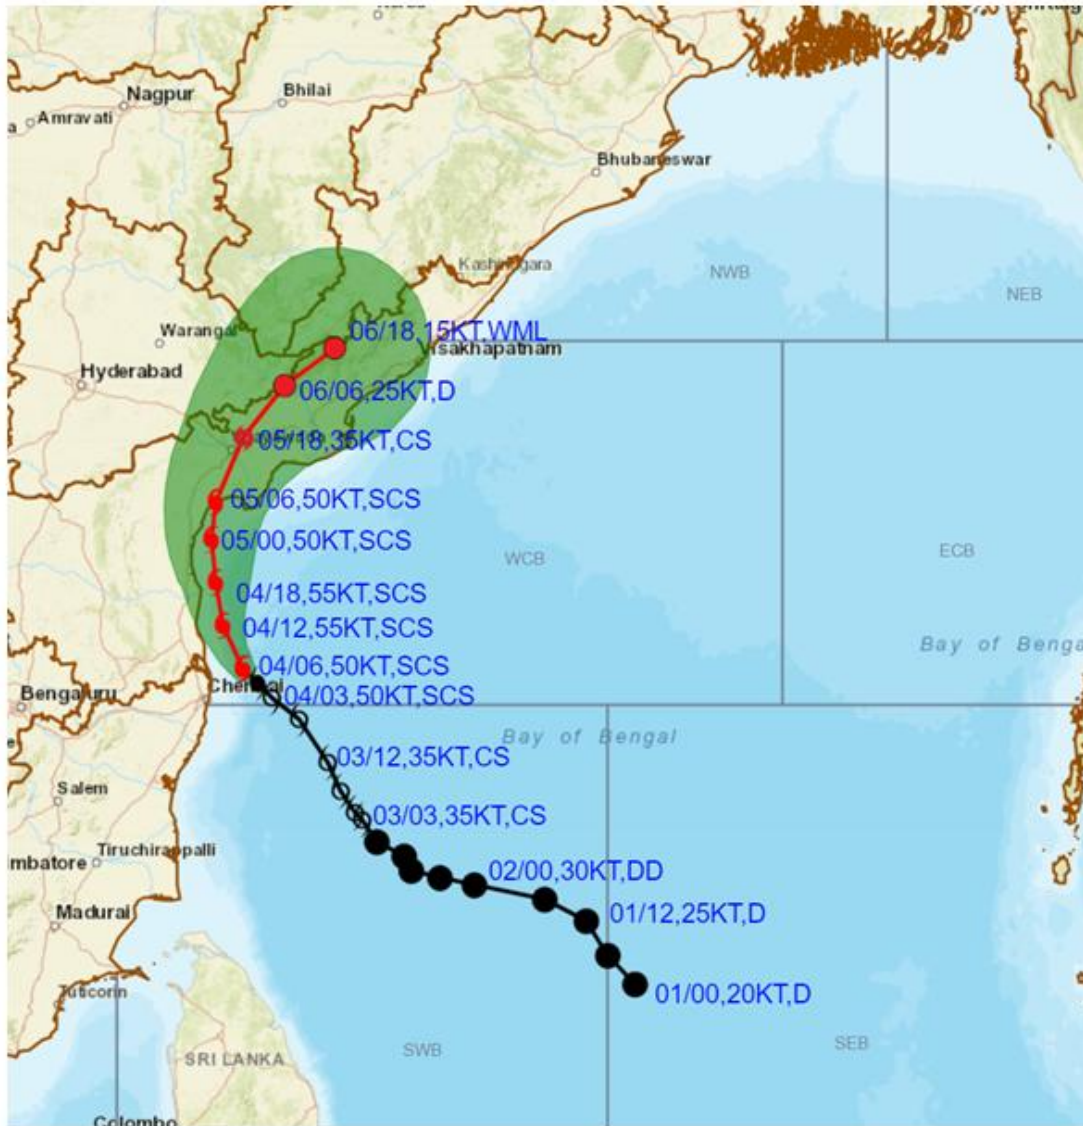 Nagpur
Bhilai
Amravati
Bhubaneswar
NWB
NEB
Warangal
Hyderabad
06/18,15KT,WML
Visakhapatnam
06/06,25KT,D
05/18,35KT,CS
05/06,50KT,SCS
05/00,50KT,SCS
WCB
ECB
04/18,55KT,SCS
04/12,55KT,SCS
Bay of Benga
04/06,50KT,SCS
Bengaluru
04/03,50KT,SCS
Bay of Bengal
03/12,35KT,CS
Salem
03/03,35KT,CS
Tiruchirappalli
imbatore
02/00,30KT,DD
Madurai
01/12,25KT,D
Tuticorin
01/00,20KT,D
SRI LANKA
SWB
SEB
Colombo